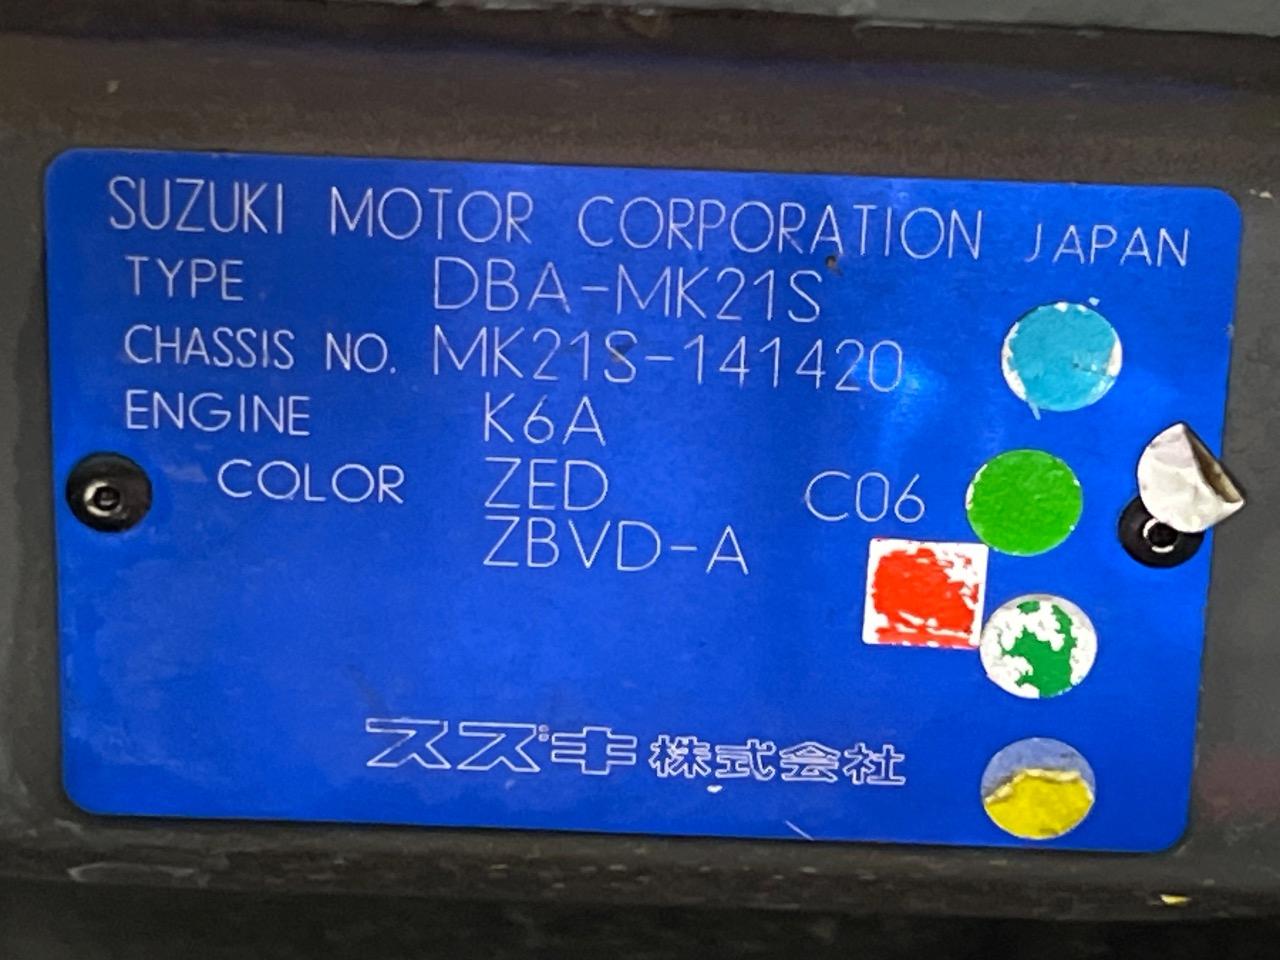 SUZUKI MOTOR CORPORATION JAPAN
TYPE DBA-MK21S
CHASSIS NO. MK21S-141420
ENGINE K6A
COLOR ZED C06
ZBVD-A
スズキ株式会社